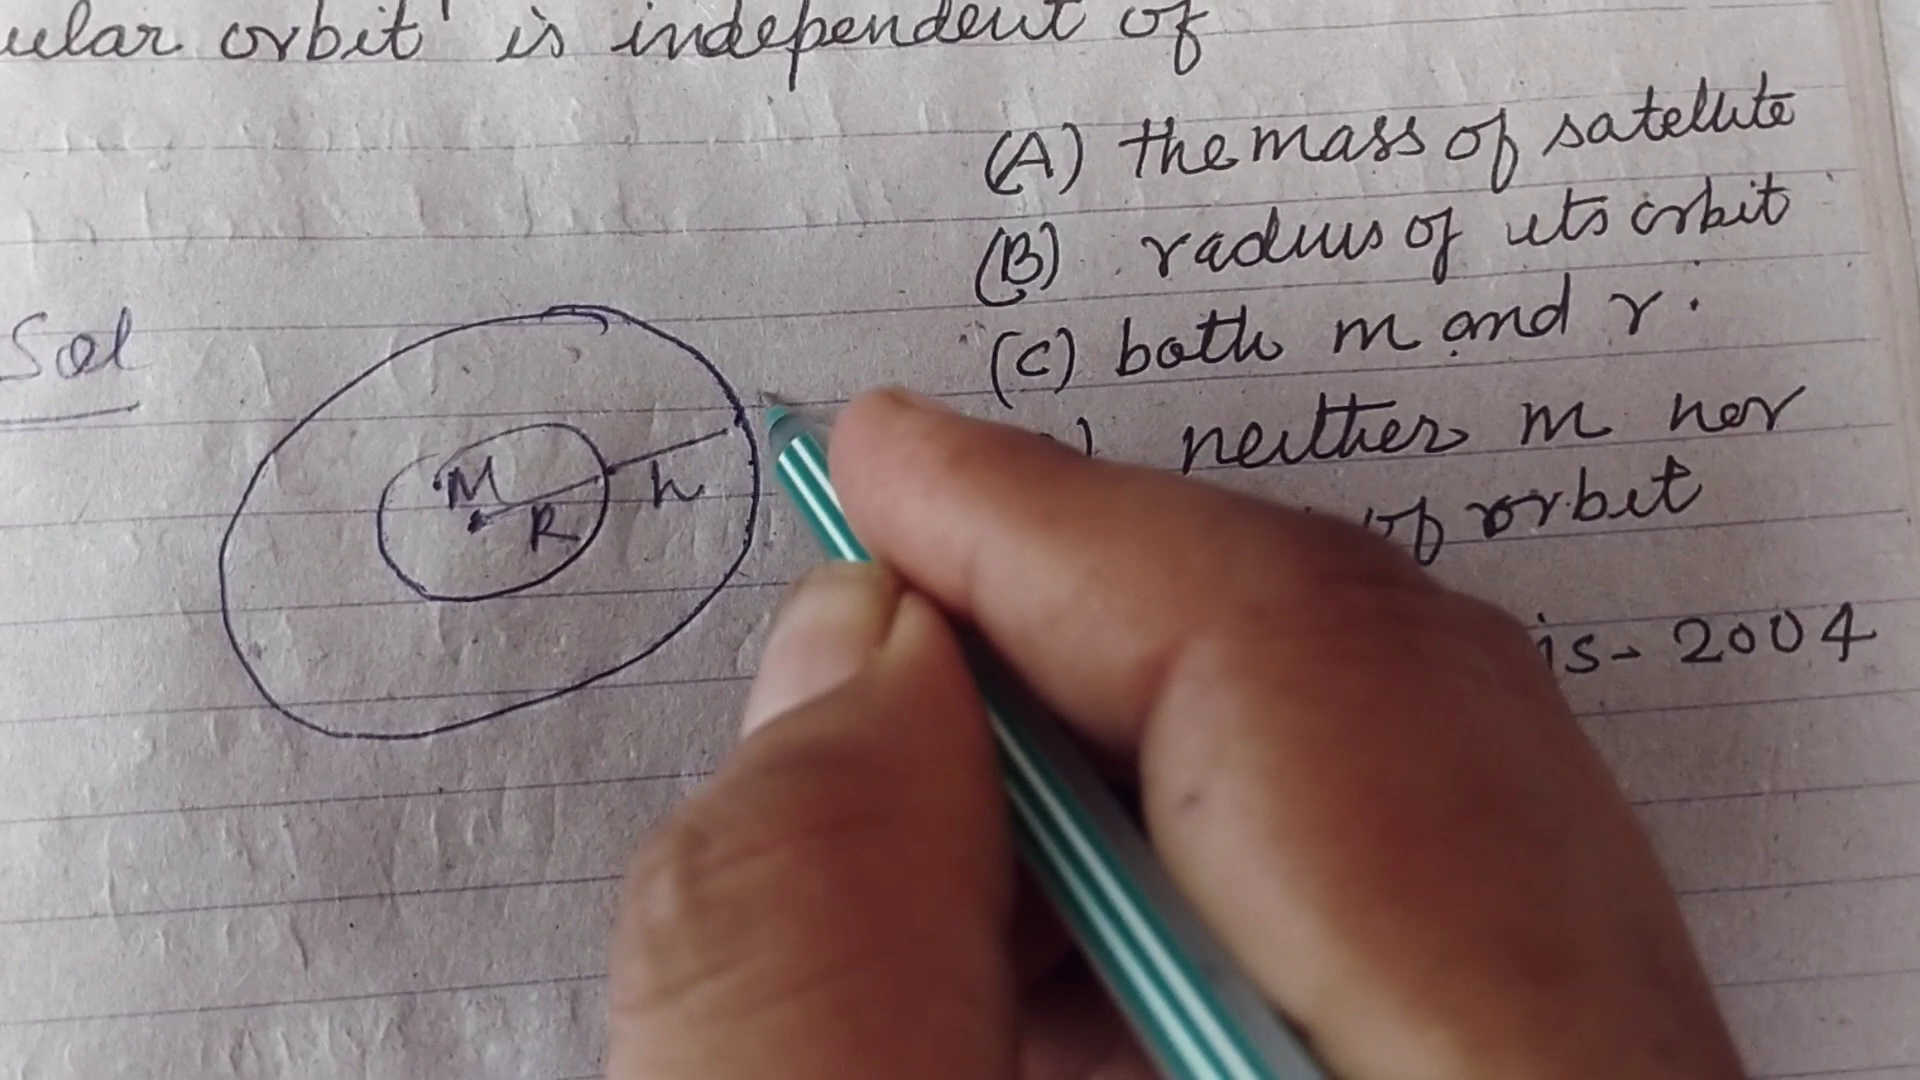 ular orbit' is independent of
(A) the mass of satellite
(B) radius of its orbit
(C) both m and r.
) neither m nor
of orbit
is- 2004
Sol
M
R
h